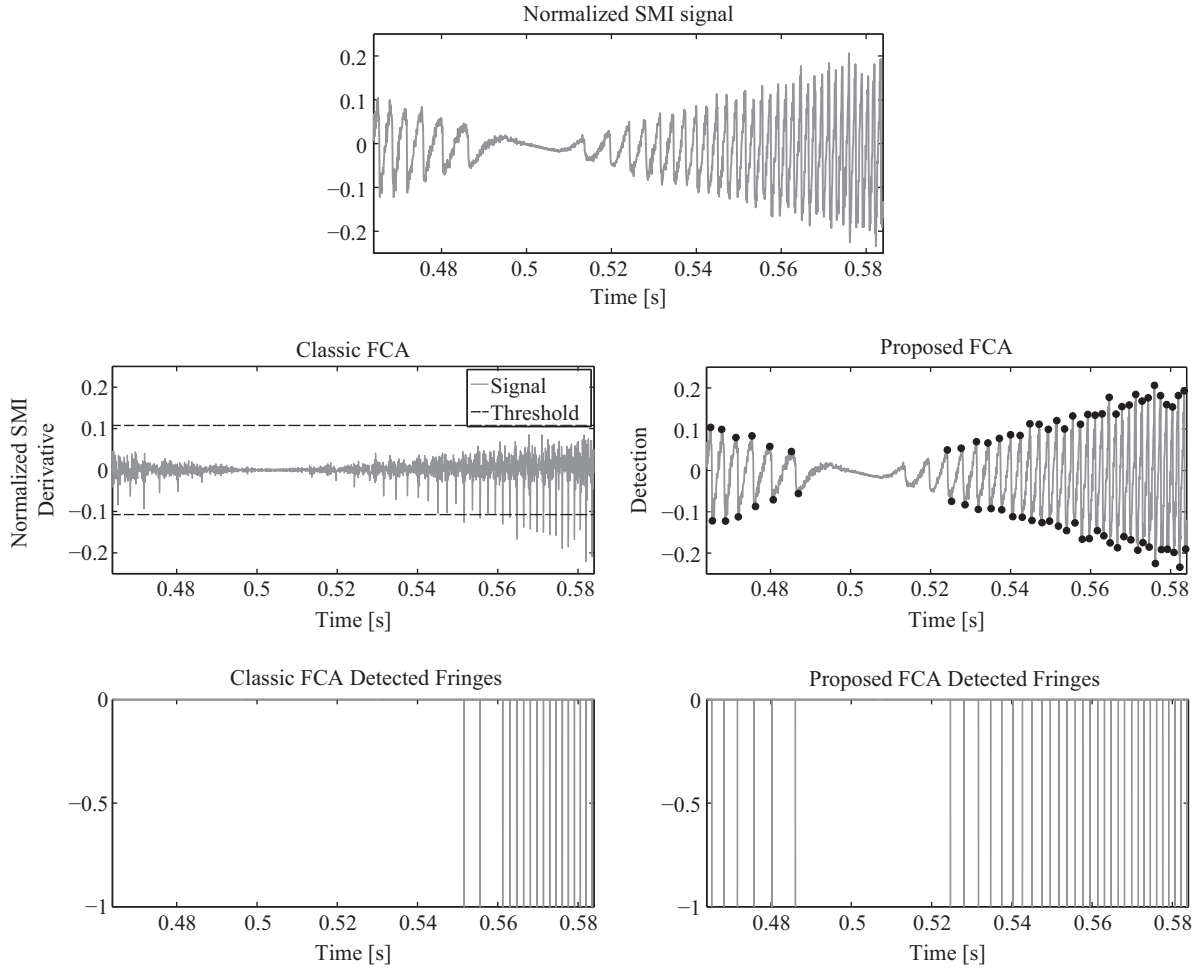 Normalized SMI signal
0.2
0.1
0
−0.1
−0.2
0.48 0.5 0.52 0.54 0.56 0.58
Time [s]
Classic FCA
Normalized SMI
Derivative
0.2
0.1
0
−0.1
−0.2
Signal
Threshold
0.48 0.5 0.52 0.54 0.56 0.58
Time [s]
Proposed FCA
Detection
0.2
0.1
0
−0.1
−0.2
0.48 0.5 0.52 0.54 0.56 0.58
Time [s]
Classic FCA Detected Fringes
0
−0.5
−1
0.48 0.5 0.52 0.54 0.56 0.58
Time [s]
Proposed FCA Detected Fringes
0
−0.5
−1
0.48 0.5 0.52 0.54 0.56 0.58
Time [s]